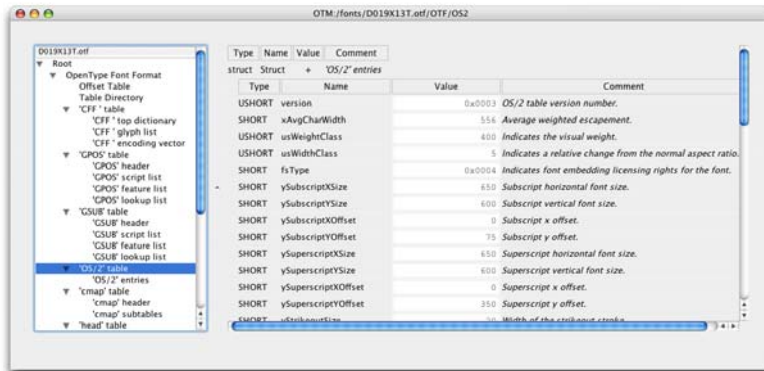 OTM:/fonts/D019X13T.otf/OTF/OS2
D019X13T.otf
Root
OpenType Font Format
Offset Table
Table Directory
'CFF ' table
'CFF ' top dictionary
'CFF ' glyph list
'CFF ' encoding vector
'GPOS' table
'GPOS' header
'GPOS' script list
'GPOS' feature list
'GPOS' lookup list
'GSUB' table
'GSUB' header
'GSUB' script list
'GSUB' feature list
'GSUB' lookup list
'OS/2' table
'OS/2' entries
'cmap' table
'cmap' header
'cmap' subtables
'head' table
Type Name Value Comment
struct Struct + 'OS/2' entries
Type Name Value Comment
USHORT version 0x0003 OS/2 table version number.
SHORT xAvgCharWidth 556 Average weighted escapement.
USHORT usWeightClass 400 Indicates the visual weight.
USHORT usWidthClass 5 Indicates a relative change from the normal aspect ratio.
SHORT fsType 0x0004 Indicates font embedding licensing rights for the font.
SHORT ySubscriptXSize 650 Subscript horizontal font size.
SHORT ySubscriptYSize 600 Subscript vertical font size.
SHORT ySubscriptXOffset 0 Subscript x offset.
SHORT ySubscriptYOffset 75 Subscript y offset.
SHORT ySuperscriptXSize 650 Superscript horizontal font size.
SHORT ySuperscriptYSize 600 Superscript vertical font size.
SHORT ySuperscriptXOffset 0 Superscript x offset.
SHORT ySuperscriptYOffset 350 Superscript y offset.
SHORT yStrikeoutSize Width of the strikeout stroke.